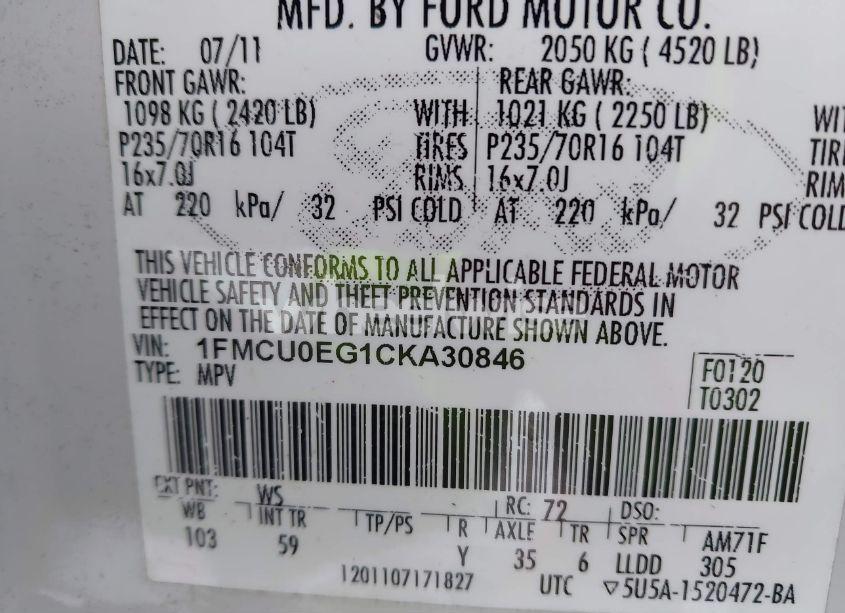 MFD. BY FORD MOTOR CO.
DATE: 07/11 GVWR: 2050 KG ( 4520 LB)
FRONT GAWR: REAR GAWR:
1098 KG ( 2420 LB) WITH 1021 KG ( 2250 LB) WIT
P235/70R16 104T TIRES P235/70R16 104T TIRE
16x7.0J RIMS 16x7.0J RIM
AT 220 kPa/ 32 PSI COLD AT 220 kPa/ 32 PSI COLD
THIS VEHICLE CONFORMS TO ALL APPLICABLE FEDERAL MOTOR
VEHICLE SAFETY AND THEFT PREVENTION STANDARDS IN
EFFECT ON THE DATE OF MANUFACTURE SHOWN ABOVE.
VIN: 1FMCU0EG1CKA30846
TYPE: MPV F0120
T0302
EXT PNT: WS RC: 72 DSO:
WB INT TR TP/PS R AXLE TR SPR AM71F
103 59 Y 35 6 LLDD 305
1201107171827 UTC ▽5U5A-1520472-BA